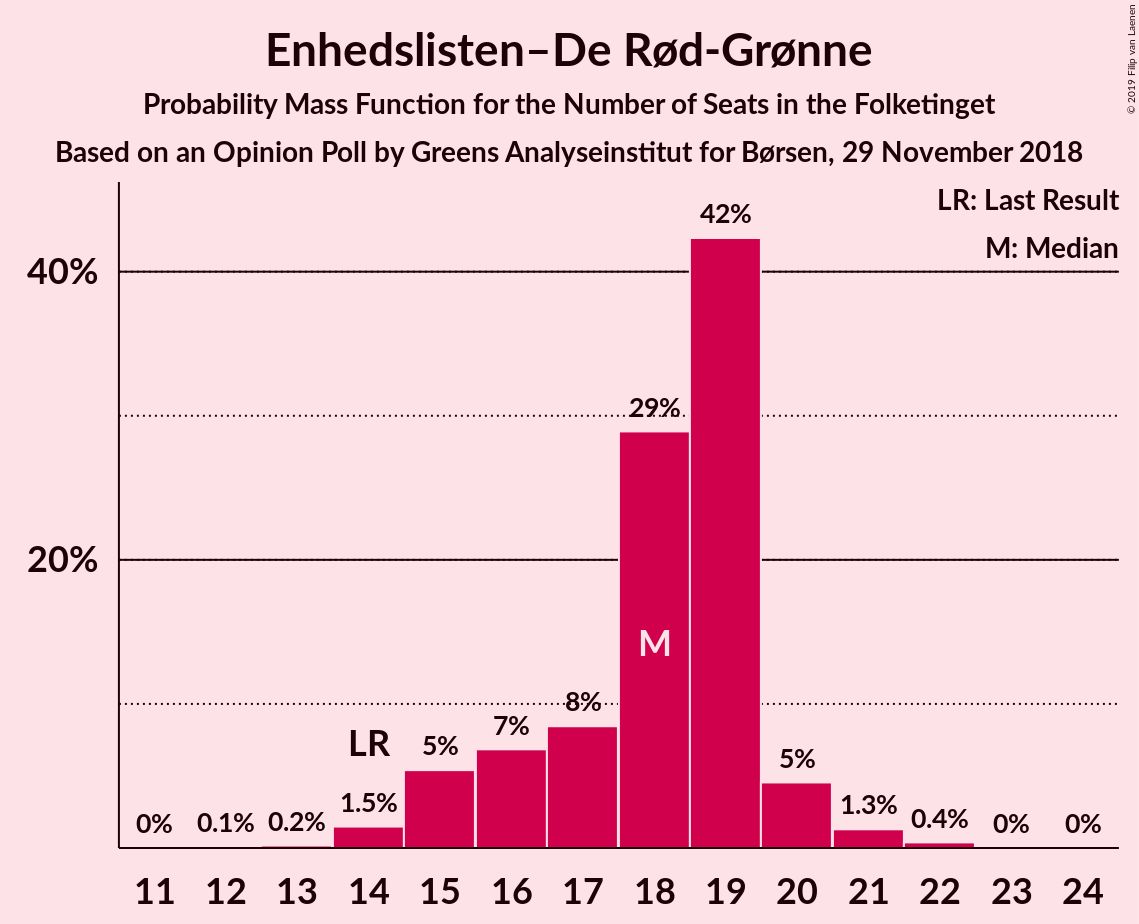 Enhedslisten–De Rød-Grønne
Probability Mass Function for the Number of Seats in the Folketinget
Based on an Opinion Poll by Greens Analyseinstitut for Børsen, 29 November 2018
© 2019 Filip van Laenen
LR: Last Result
M: Median
40%
20%
0%
0.1%
0.2%
1.5%
LR
5%
7%
8%
29%
M
42%
5%
1.3%
0.4%
0%
0%
11 12 13 14 15 16 17 18 19 20 21 22 23 24